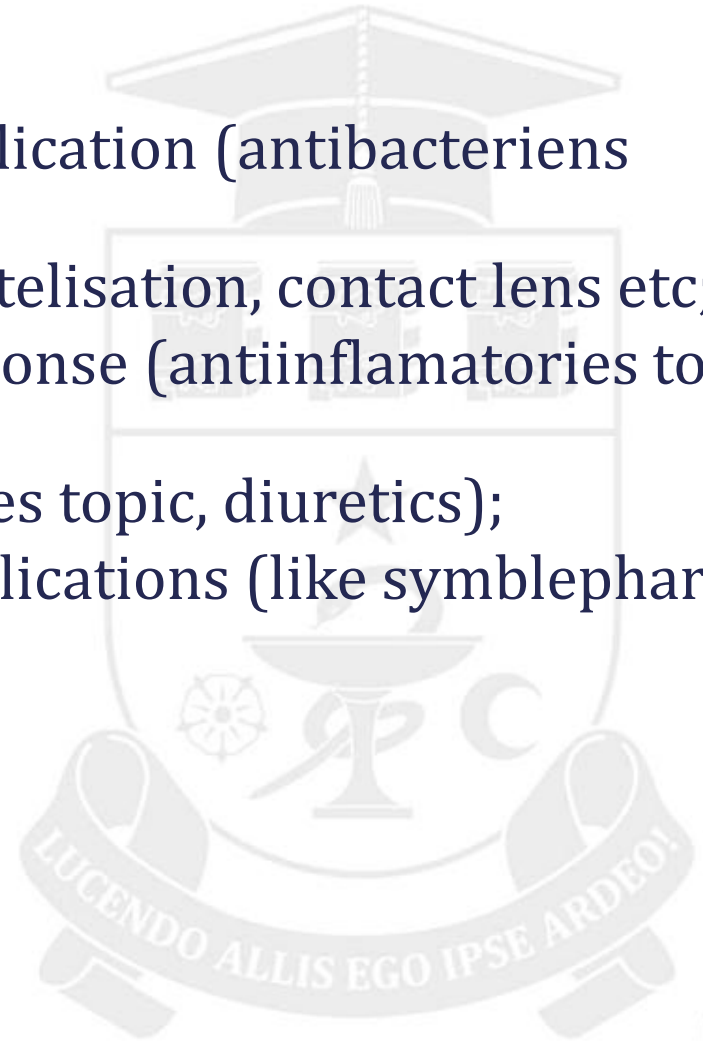 lication (antibacteriens
telisation, contact lens etc;
onse (antiinflamatories to
es topic, diuretics);
lications (like symblephar
LUCENDO ALLIS EGO IPSE ARDEO!